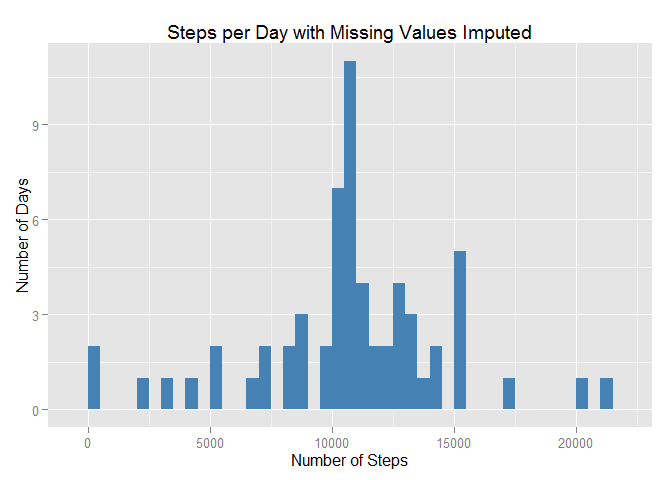 Steps per Day with Missing Values Imputed
Number of Days
9
6
3
0
0 5000 10000 15000 20000
Number of Steps